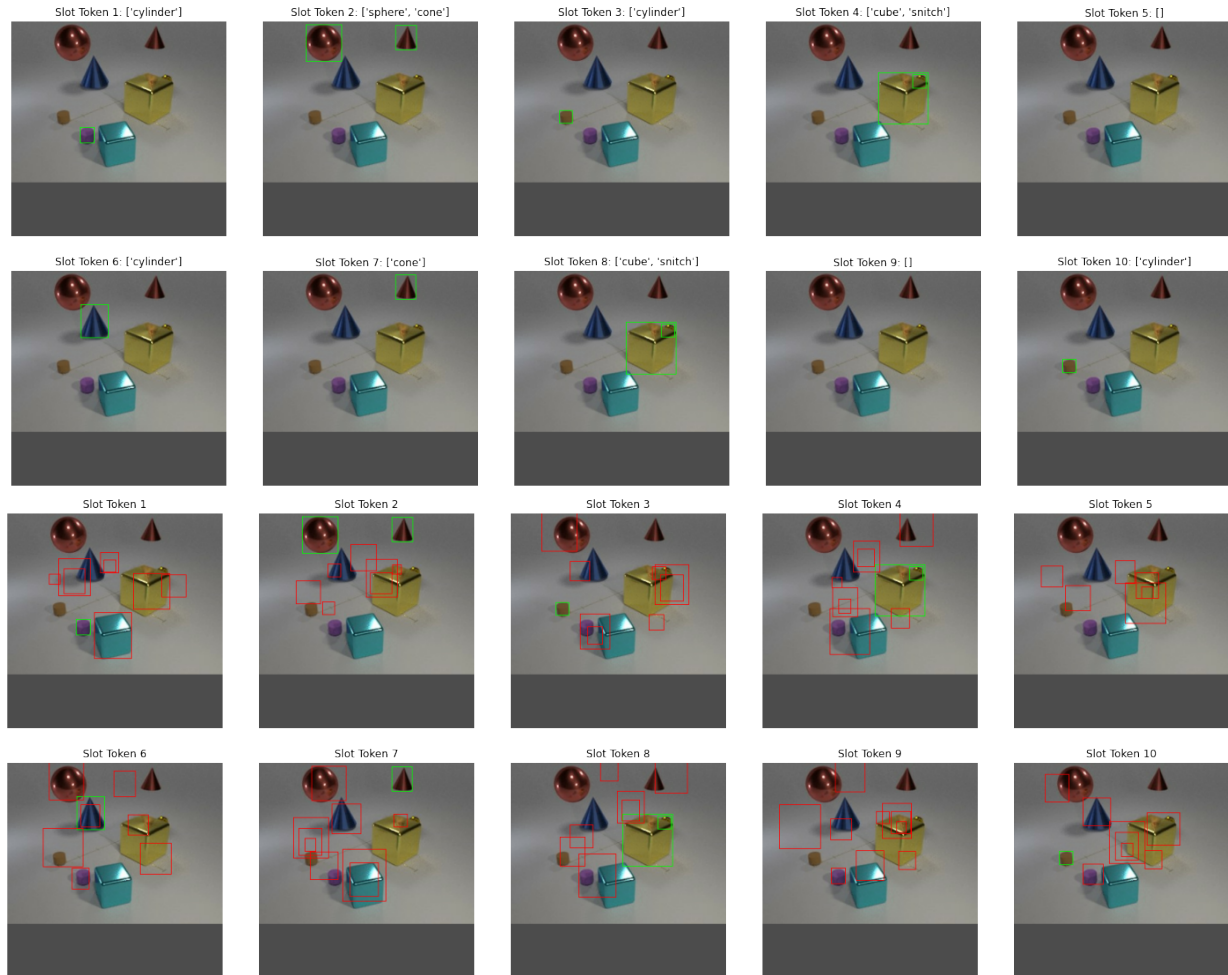 Slot Token 1: ['cylinder']
Slot Token 2: ['sphere', 'cone']
Slot Token 3: ['cylinder']
Slot Token 4: ['cube', 'snitch']
Slot Token 5: []
Slot Token 6: ['cylinder']
Slot Token 7: ['cone']
Slot Token 8: ['cube', 'snitch']
Slot Token 9: []
Slot Token 10: ['cylinder']
Slot Token 1
Slot Token 2
Slot Token 3
Slot Token 4
Slot Token 5
Slot Token 6
Slot Token 7
Slot Token 8
Slot Token 9
Slot Token 10